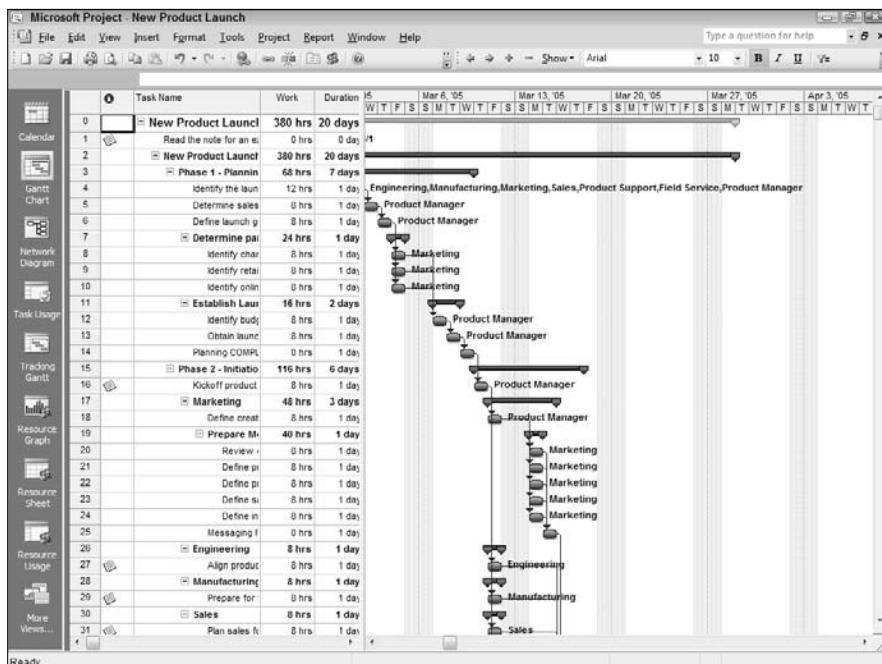 Microsoft Project - New Product Launch
File Edit View Insert Format Tools Project Report Window Help Type a question for help
Show Arial 10 B I U
Task Name Work Duration Mar 6, '05 Mar 13, '05 Mar 20, '05 Mar 27, '05 Apr 3, '05
W T F S S M T W T F S S M T W T F S S M T W T F S S M T W T F S S M T W T
0 New Product Launcl 380 hrs 20 days
1 Read the note for an e 0 hrs 0 day /1
2 New Product Launch 380 hrs 20 days
3 Phase 1 - Plannin 68 hrs 7 days
4 Identify the laun 12 hrs 1 day Engineering,Manufacturing,Marketing,Sales,Product Support,Field Service,Product Manager
5 Determine sales 8 hrs 1 day Product Manager
6 Define launch g 8 hrs 1 day Product Manager
7 Determine pai 24 hrs 1 day
8 Identify char 8 hrs 1 day Marketing
9 Identify retai 8 hrs 1 day Marketing
10 Identify onlin 8 hrs 1 day Marketing
11 Establish Laur 16 hrs 2 days
12 Identify budg 8 hrs 1 day Product Manager
13 Obtain launc 8 hrs 1 day Product Manager
14 Planning COMPL 0 hrs 1 day
15 Phase 2 - Initiatio 116 hrs 6 days
16 Kickoff product 8 hrs 1 day Product Manager
17 Marketing 48 hrs 3 days
18 Define creat 8 hrs 1 day Product Manager
19 Prepare M 40 hrs 1 day
20 Review 8 hrs 1 day Marketing
21 Define p 8 hrs 1 day Marketing
22 Define p 8 hrs 1 day Marketing
23 Define s 8 hrs 1 day Marketing
24 Define in 8 hrs 1 day Marketing
25 Messaging 0 hrs 1 day
26 Engineering 8 hrs 1 day
27 Align produc 8 hrs 1 day Engineering
28 Manufacturing 8 hrs 1 day
29 Prepare for 8 hrs 1 day Manufacturing
30 Sales 8 hrs 1 day
31 Plan sales fo 8 hrs 1 day Sales
Calendar
Gantt
Chart
Network
Diagram
Task Usage
Tracking
Gantt
Resource
Graph
Resource
Sheet
Resource
Usage
More
Views...
Ready